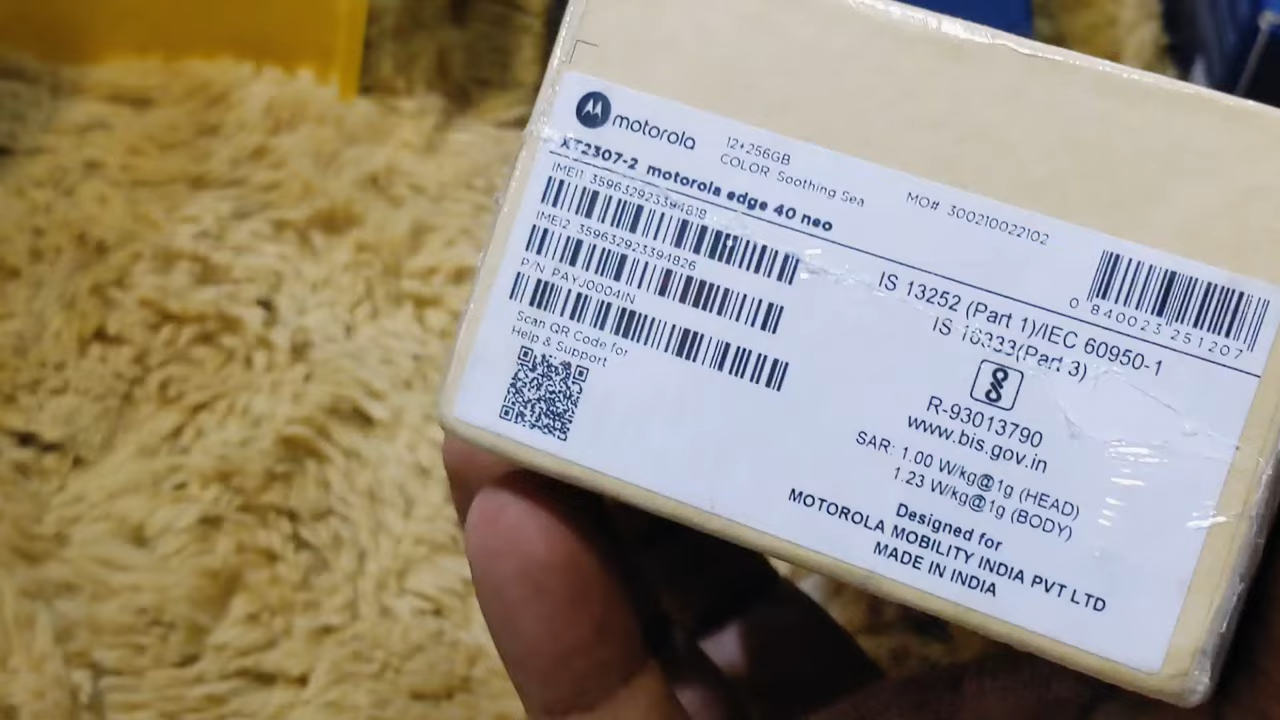 motorola
12+256GB
COLOR Soothing Sea
MO# 300210022102
XT2307-2 motorola edge 40 neo
IMEI1 359632923394818
IMEI2 359632923394826
P/N PAYJ0004IN
Scan QR Code for
Help & Support
0 840023 251207
IS 13252 (Part 1)/IEC 60950-1
IS 16333(Part 3)
R-93013790
www.bis.gov.in
SAR: 1.00 W/kg@1g (HEAD)
1.23 W/kg@1g (BODY)
Designed for
MOTOROLA MOBILITY INDIA PVT LTD
MADE IN INDIA